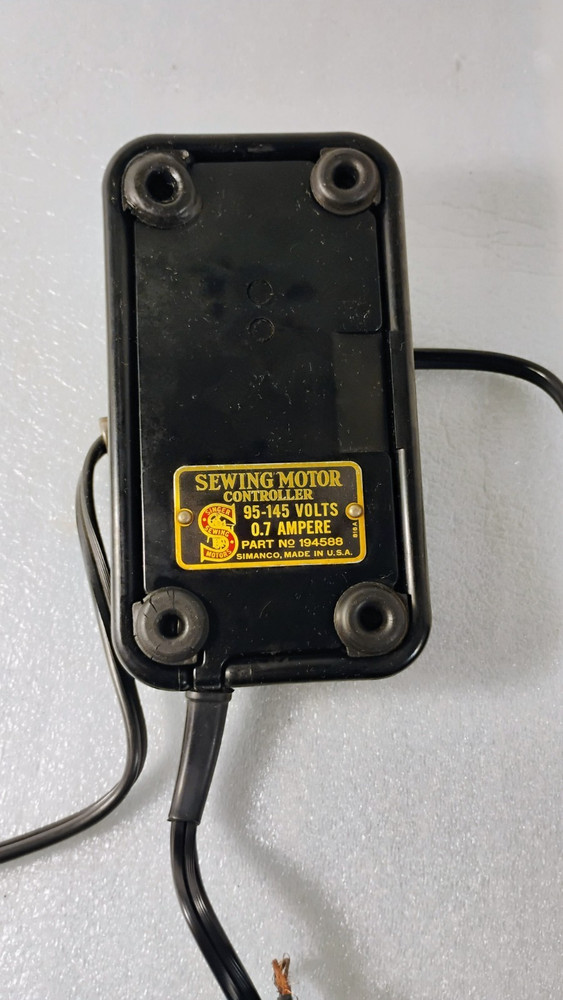 SEWING MOTOR
CONTROLLER
SINGER
SEWING
MOTORS
95-145 VOLTS
0.7 AMPERE
PART No 194588
SIMANCO, MADE IN U.S.A.